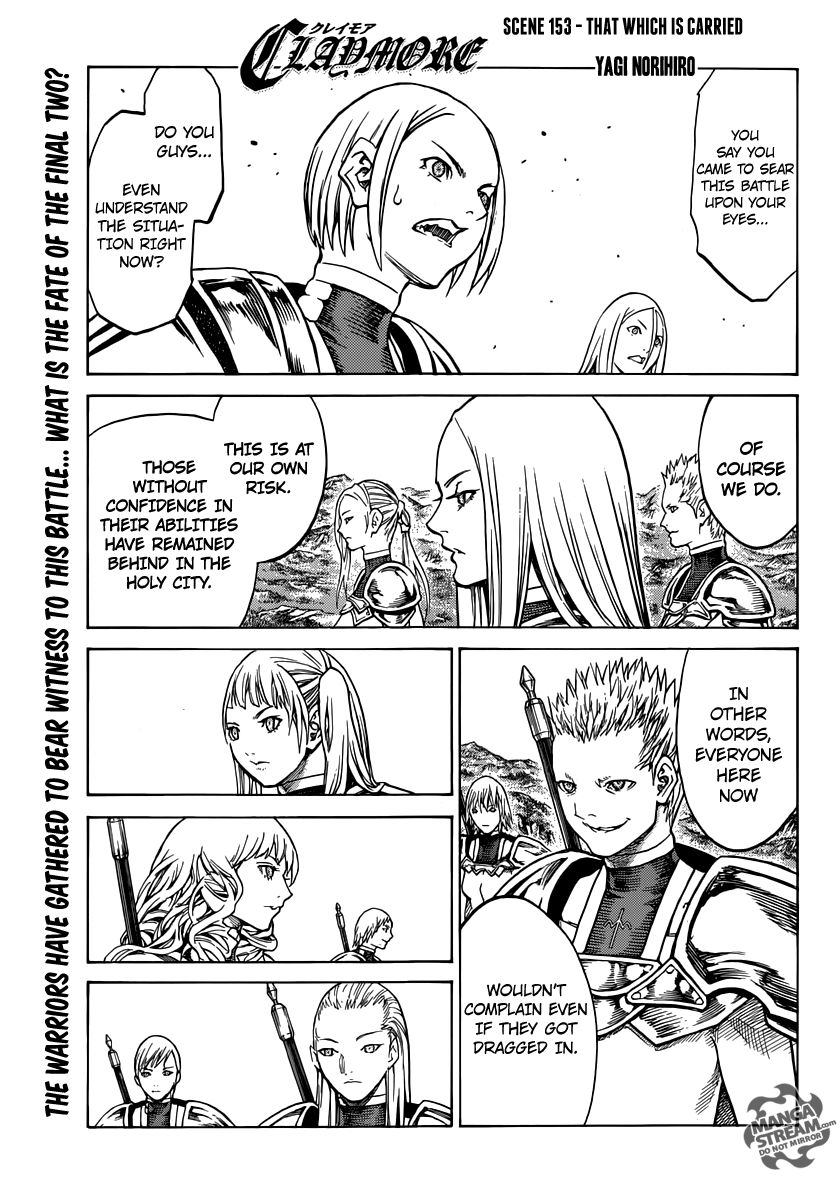 クレイモア
CLAYMORE
SCENE 153 - THAT WHICH IS CARRIED
YAGI NORIHIRO
THE WARRIORS HAVE GATHERED TO BEAR WITNESS TO THIS BATTLE... WHAT IS THE FATE OF THE FINAL TWO?
YOU
SAY YOU
CAME TO SEAR
THIS BATTLE
UPON YOUR
EYES...
DO YOU
GUYS...
EVEN
UNDERSTAND
THE SITUA-
TION RIGHT
NOW?
OF
COURSE
WE DO.
THIS IS AT
OUR OWN
RISK.
THOSE
WITHOUT
CONFIDENCE IN
THEIR ABILITIES
HAVE REMAINED
BEHIND IN THE
HOLY CITY.
IN
OTHER
WORDS,
EVERYONE
HERE
NOW
WOULDN'T
COMPLAIN EVEN
IF THEY GOT
DRAGGED IN.
MANGA
STREAM.com
DO NOT MIRROR